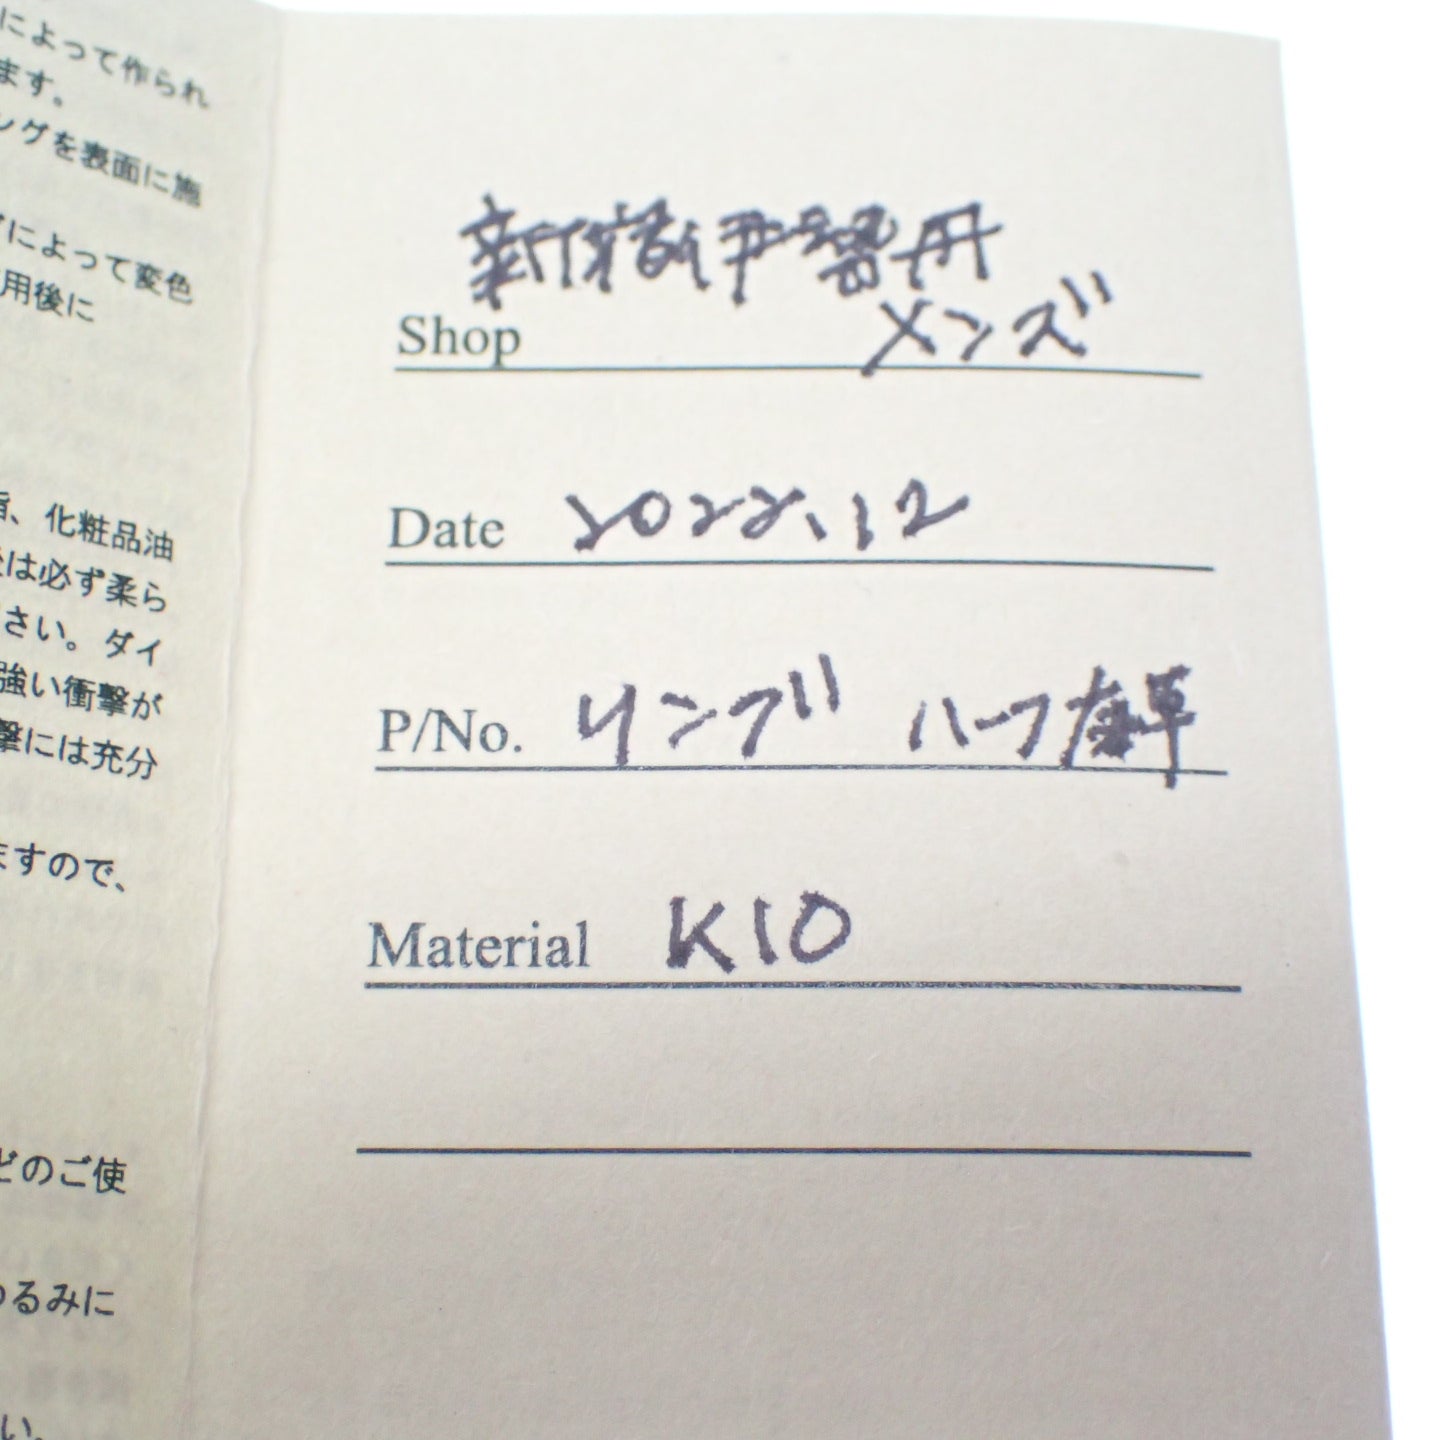 によって作られ
ます。
ングを表面に施
によって変色
用後に
、化粧品油
は必ず柔ら
さい。ダイ
強い衝撃が
撃には充分
ますので、
どのご使
るみに
い。
新宿伊勢丹
メンズ
Shop
Date 2022.12
P/No. リング ハーフ
Material K10